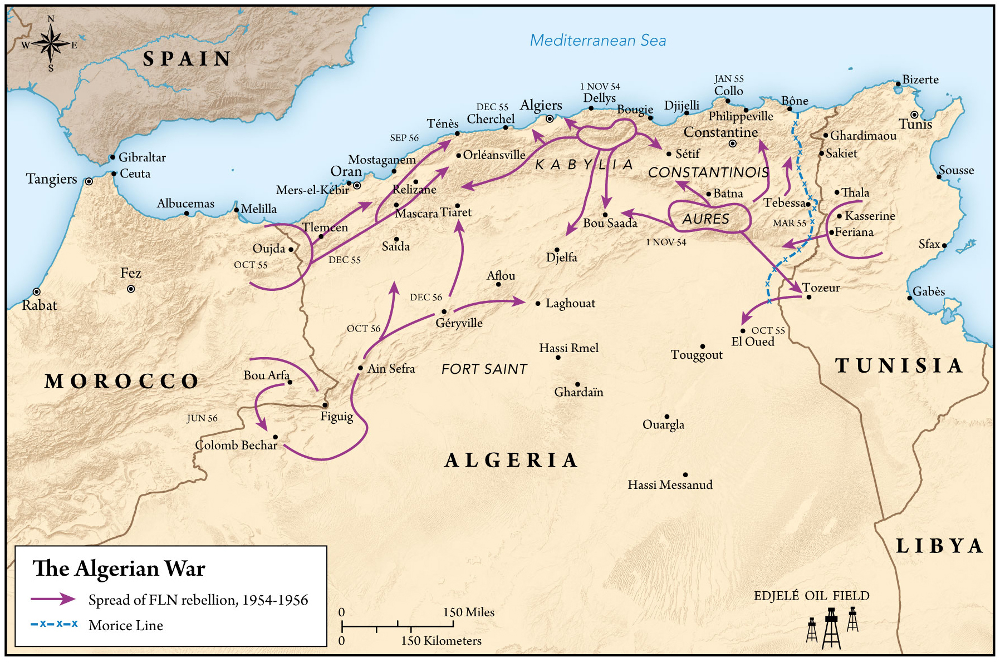 N
W E
S
SPAIN
Mediterranean Sea
JAN 55
Collo
Bizerte
1 NOV 54
Dellys
Algiers
Bougie
Djijelli
Bône
DEC 55
Cherchel
Philippeville
Tunis
Ténès
Constantine
Ghardimaou
SEP 56
Sétif
Sakiet
Gibraltar
Orléansville
Mostaganem
KABYLIA
CONSTANTINOIS
Ceuta
Oran
Sousse
Tangiers
Mers-el-Kébir
Relizane
Batna
Thala
Albucemas
Melilla
Mascara
Tiaret
Tebessa
Kasserine
AURES
Bou Saada
MAR 55
Tlemcen
Feriana
Oujda
Saida
1 NOV 54
Sfax
OCT 55
DEC 55
Djelfa
Fez
Aflou
Tozeur
Gabès
Rabat
DEC 56
Laghouat
Géryville
OCT 56
OCT 55
El Oued
Hassi Rmel
Touggout
TUNISIA
MOROCCO
Bou Arfa
Ain Sefra
FORT SAINT
Ghardaïn
Figuig
JUN 56
Ouargla
Colomb Bechar
ALGERIA
Hassi Messanud
LIBYA
The Algerian War
Spread of FLN rebellion, 1954-1956
x x x
Morice Line
0 150 Miles
0 150 Kilometers
EDJELÉ OIL FIELD